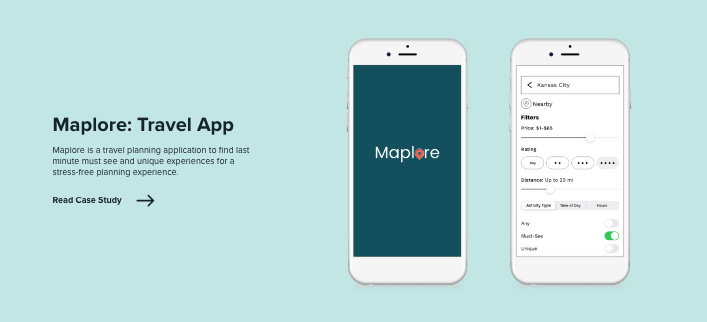 Maplore: Travel App
Maplore is a travel planning application to find last
minute must see and unique experiences for a
stress-free planning experience.
Read Case Study
Maplore
Kansas City
Nearby
Filters
Price: $1-$65
Rating
Any
Distance: Up to 20 mi
Activity Type Time of Day Hours
Any
Must-See
Unique